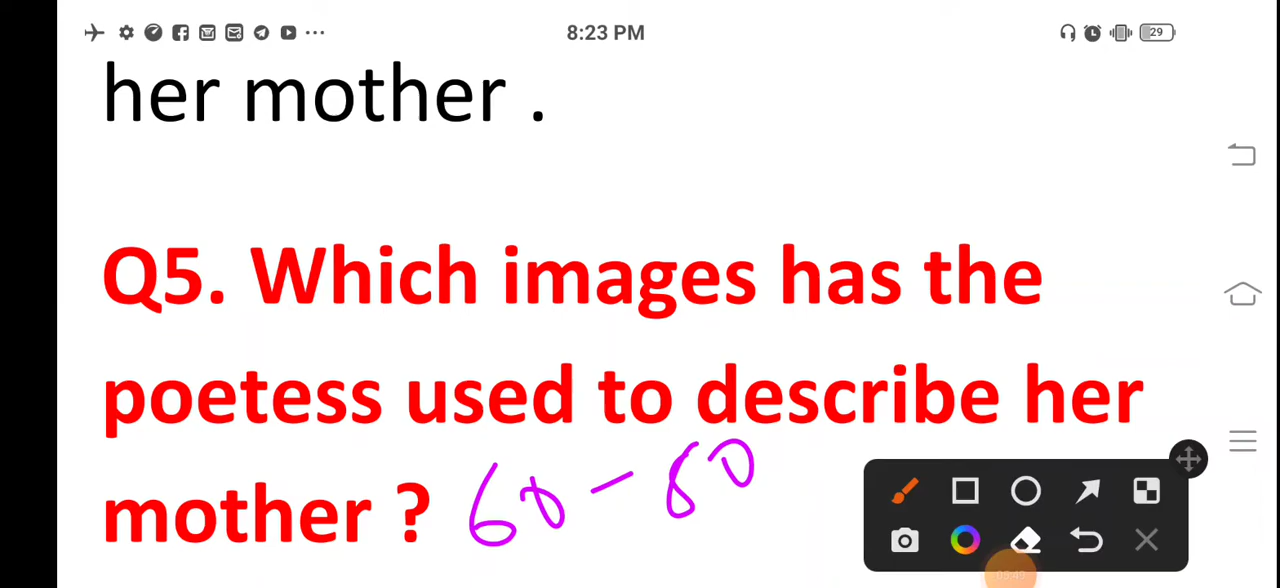 8:23 PM
29
her mother .
Q5. Which images has the
poetess used to describe her
mother ? 60 - 80